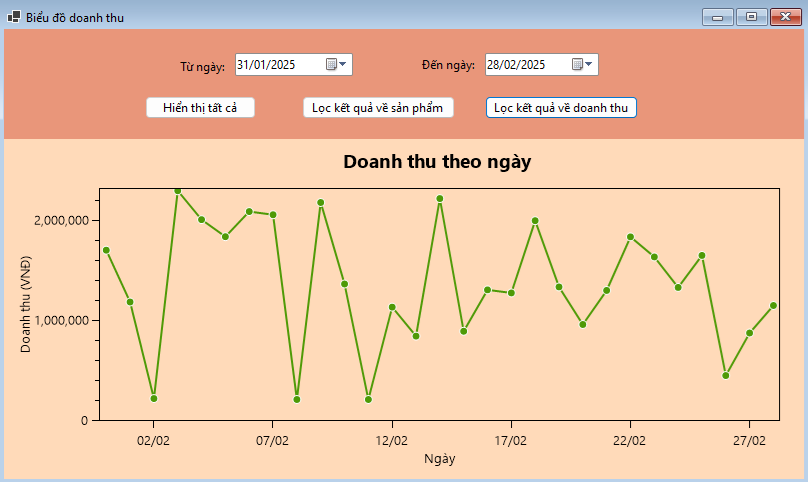 Biểu đồ doanh thu
Từ ngày: 31/01/2025 Đến ngày: 28/02/2025
Hiển thị tất cả Lọc kết quả về sản phẩm Lọc kết quả về doanh thu
Doanh thu theo ngày
2,000,000
1,000,000
0
Doanh thu (VNĐ)
02/02 07/02 12/02 17/02 22/02 27/02
Ngày